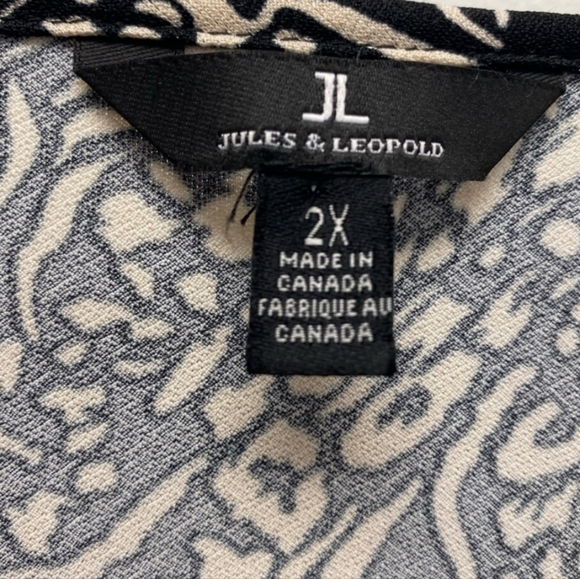 JL
JULES & LEOPOLD
2X
MADE IN
CANADA
FABRIQUE AU
CANADA